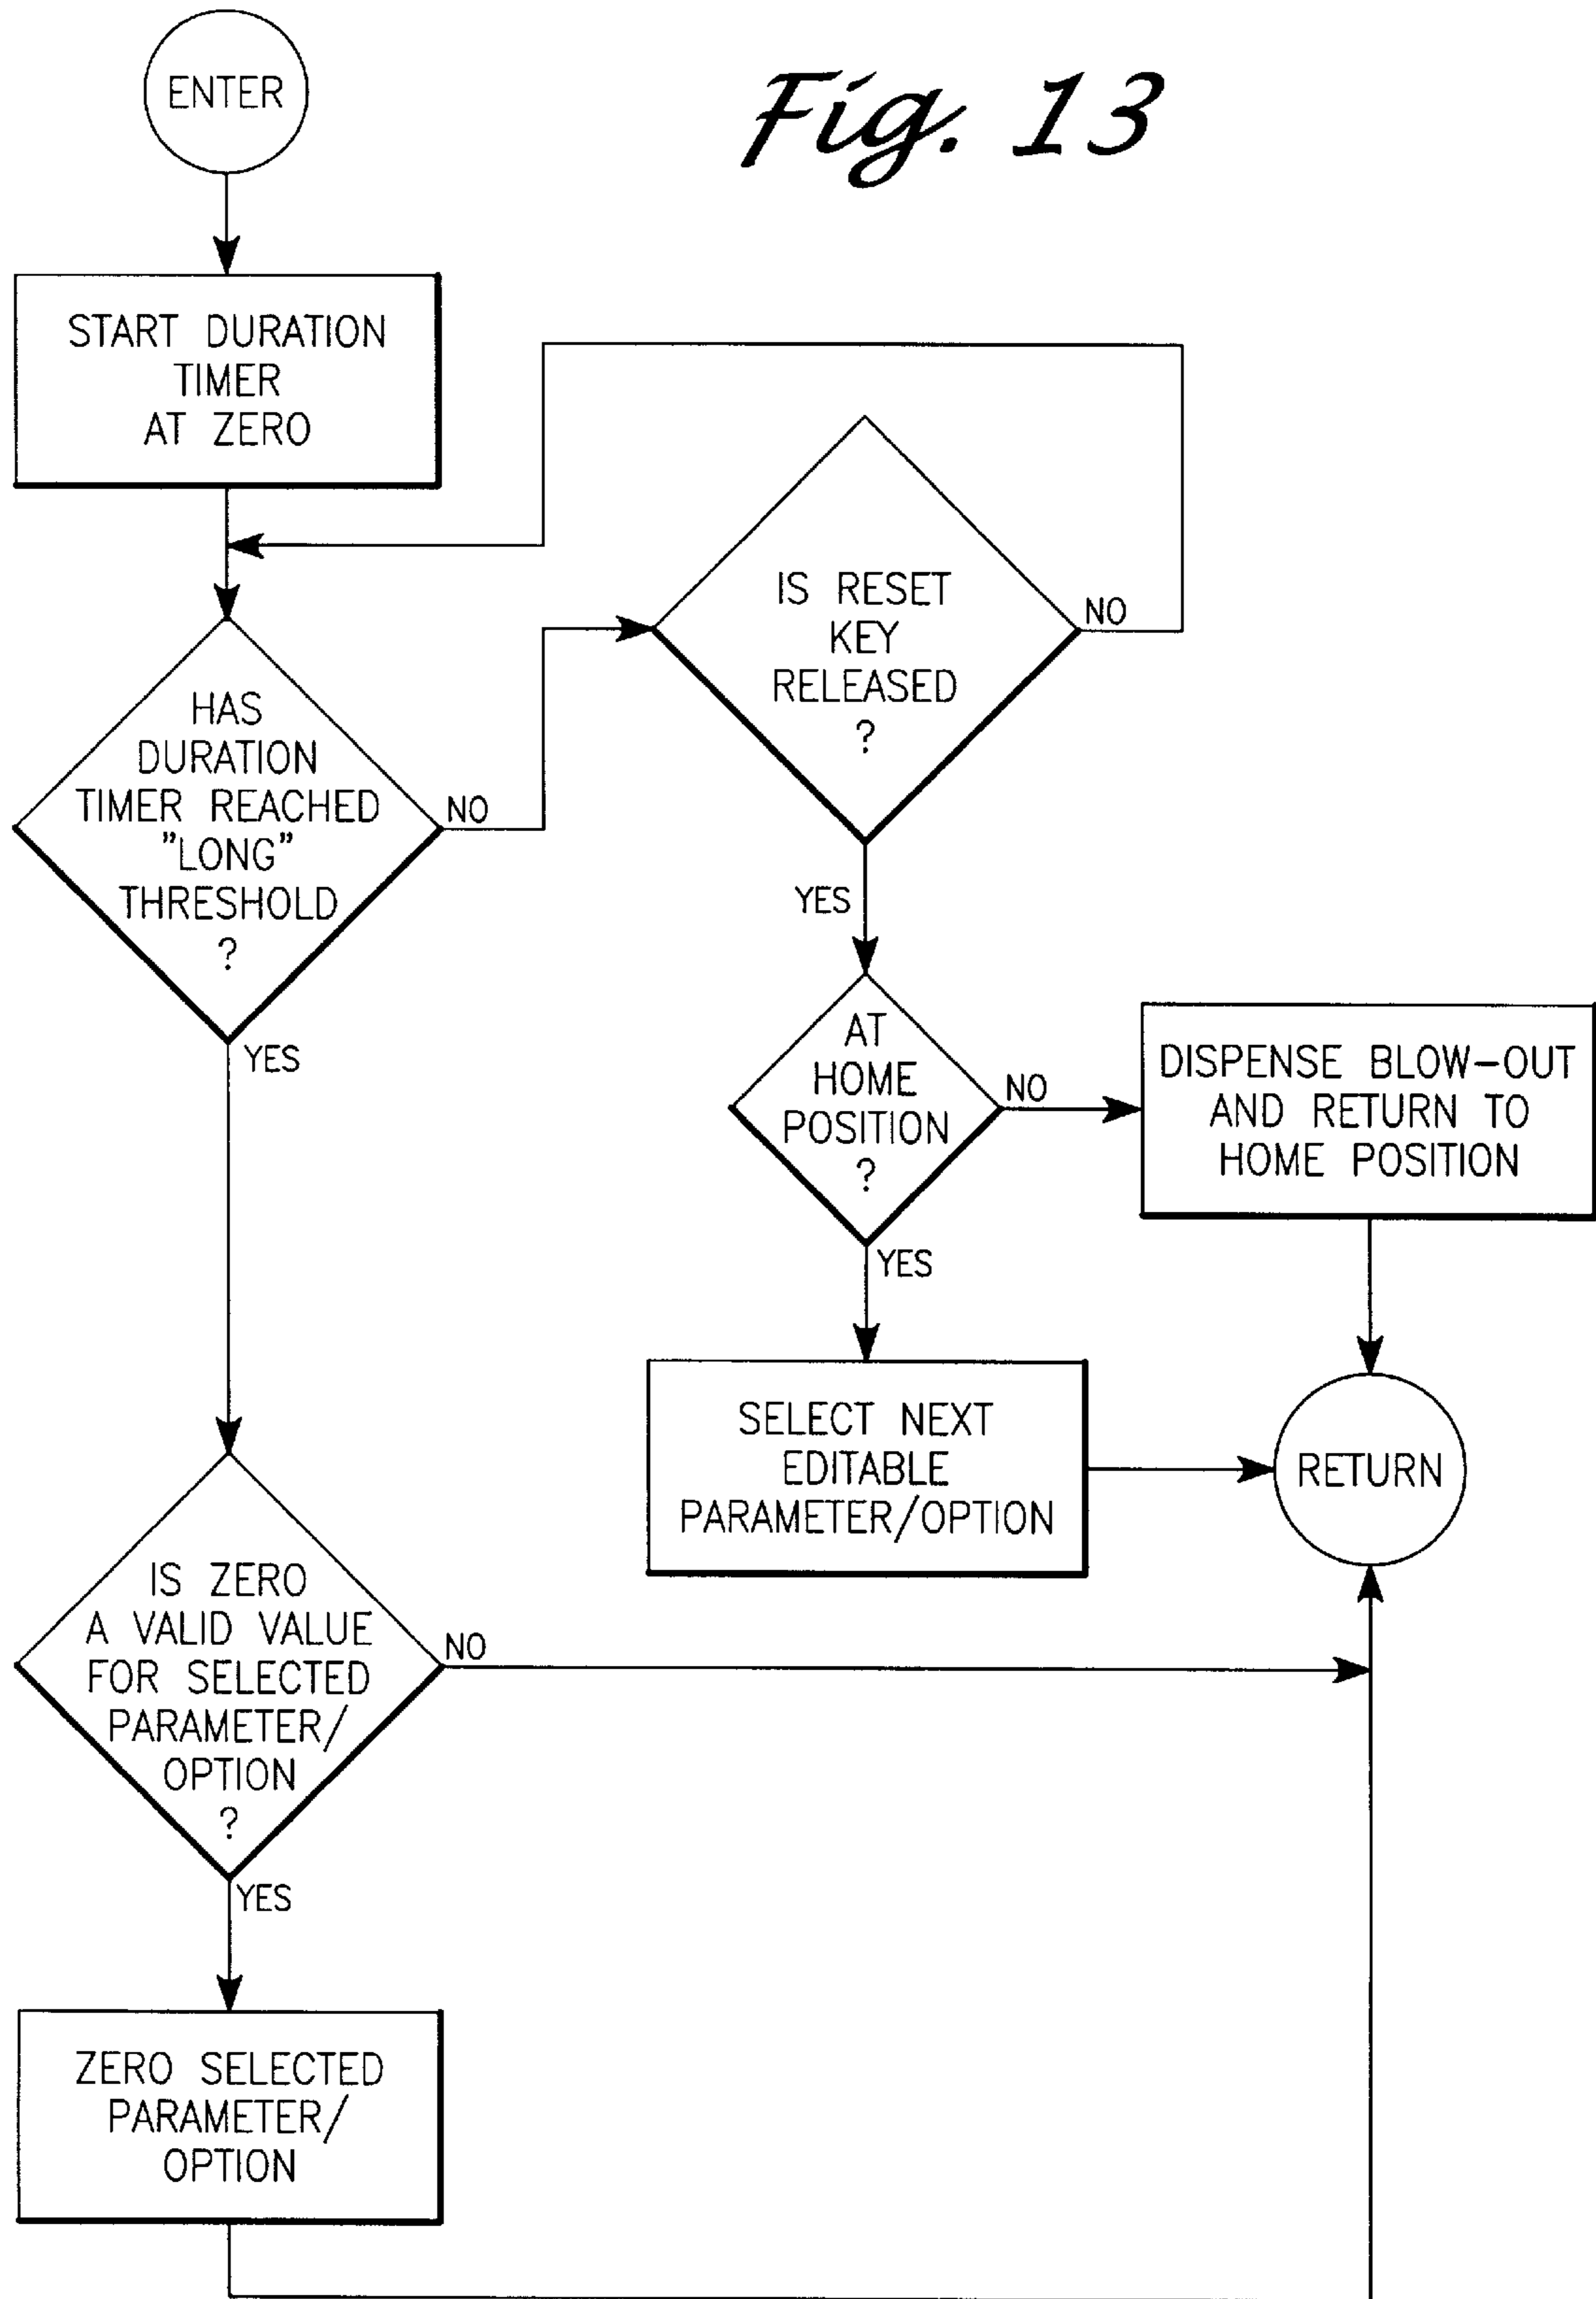 Fig. 13
ENTER
START DURATION
TIMER
AT ZERO
HAS
DURATION
TIMER REACHED
"LONG"
THRESHOLD
?
NO
YES
IS RESET
KEY
RELEASED
?
NO
YES
AT
HOME
POSITION
?
NO
YES
DISPENSE BLOW-OUT
AND RETURN TO
HOME POSITION
SELECT NEXT
EDITABLE
PARAMETER/OPTION
RETURN
IS ZERO
A VALID VALUE
FOR SELECTED
PARAMETER/
OPTION
?
NO
YES
ZERO SELECTED
PARAMETER/
OPTION